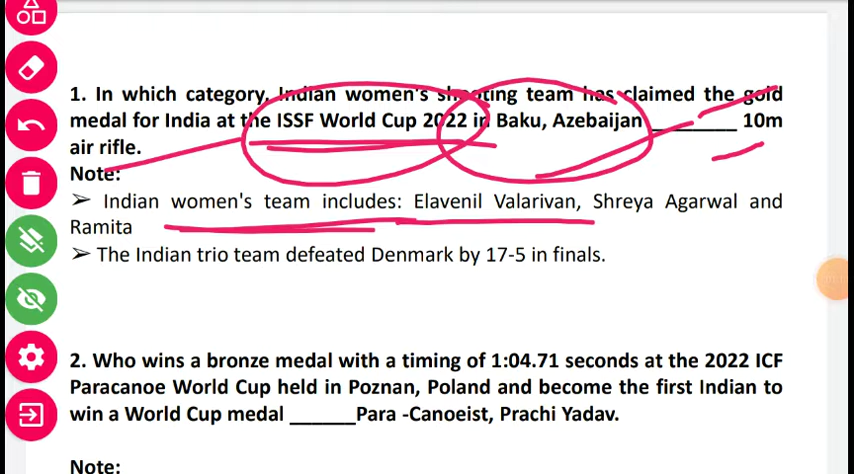 1. In which category, Indian women's shooting team has claimed the gold
medal for India at the ISSF World Cup 2022 in Baku, Azebaijan ________ 10m
air rifle.
Note:
➢ Indian women's team includes: Elavenil Valarivan, Shreya Agarwal and
Ramita
➢ The Indian trio team defeated Denmark by 17-5 in finals.
2. Who wins a bronze medal with a timing of 1:04.71 seconds at the 2022 ICF
Paracanoe World Cup held in Poznan, Poland and become the first Indian to
win a World Cup medal ______Para -Canoeist, Prachi Yadav.
Note: